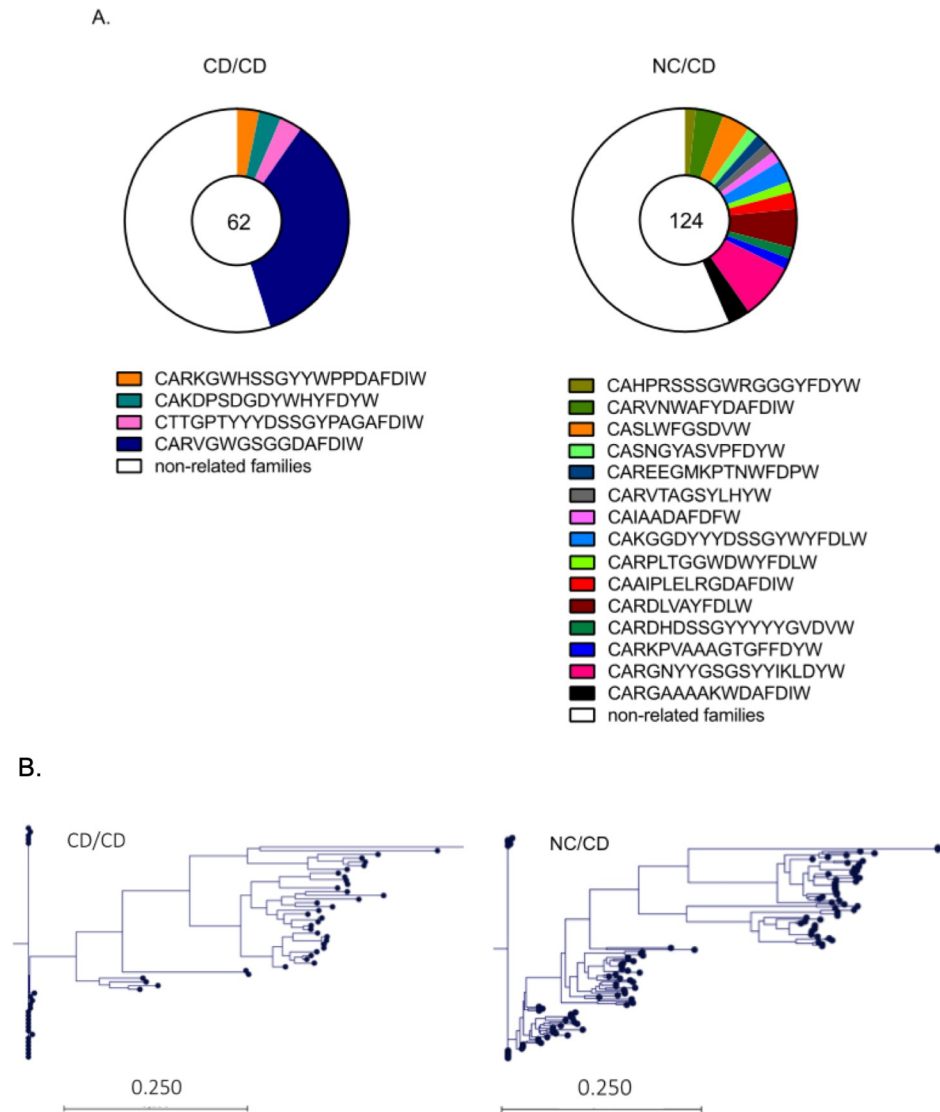 A.
CD/CD
NC/CD
62
124
CARKGWHSSGYYWPPDAFDIW
CAKDPSDGDYWHYFDYW
CTTGPTYYYDSSGYPAGAFDIW
CARVGWGSGGDAFDIW
non-related families
CAHPRSSSGWRGGGYFDYW
CARVNWAFYDAFDIW
CASLWFGSDVW
CASNGYASVPFDYW
CAREEGMKPTNWFDPW
CARVTAGSYLHYW
CAIAADAFDFW
CAKGGDYYYDSSGYWYFDLW
CARPLTGGWDWYFDLW
CAAIPLELRGDAFDIW
CARDLVAYFDLW
CARDHDSSGYYYYYGVDVW
CARKPVAAAGTGFFDYW
CARGNYYGSGSYYIKLDYW
CARGAAAAKWDAFDIW
non-related families
B.
CD/CD
NC/CD
0.250
0.250